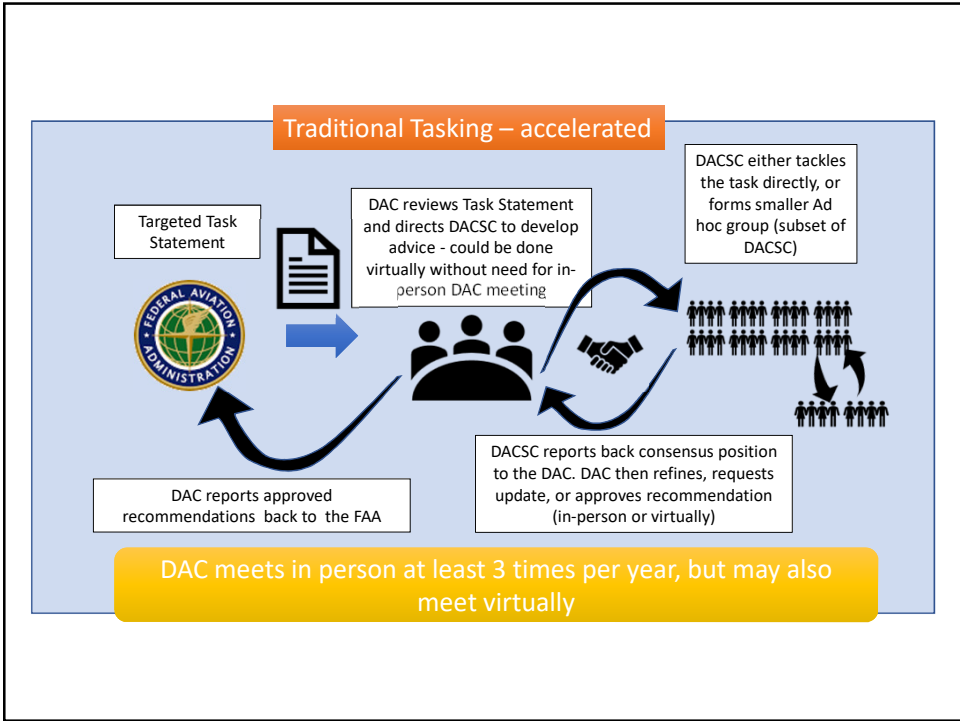 Traditional Tasking – accelerated
Targeted Task
Statement
DAC reviews Task Statement
and directs DACSC to develop
advice - could be done
virtually without need for in-
person DAC meeting
DACSC either tackles
the task directly, or
forms smaller Ad
hoc group (subset of
DACSC)
FEDERAL AVIATION
ADMINISTRATION
DACSC reports back consensus position
to the DAC. DAC then refines, requests
update, or approves recommendation
(in-person or virtually)
DAC reports approved
recommendations back to the FAA
DAC meets in person at least 3 times per year, but may also
meet virtually